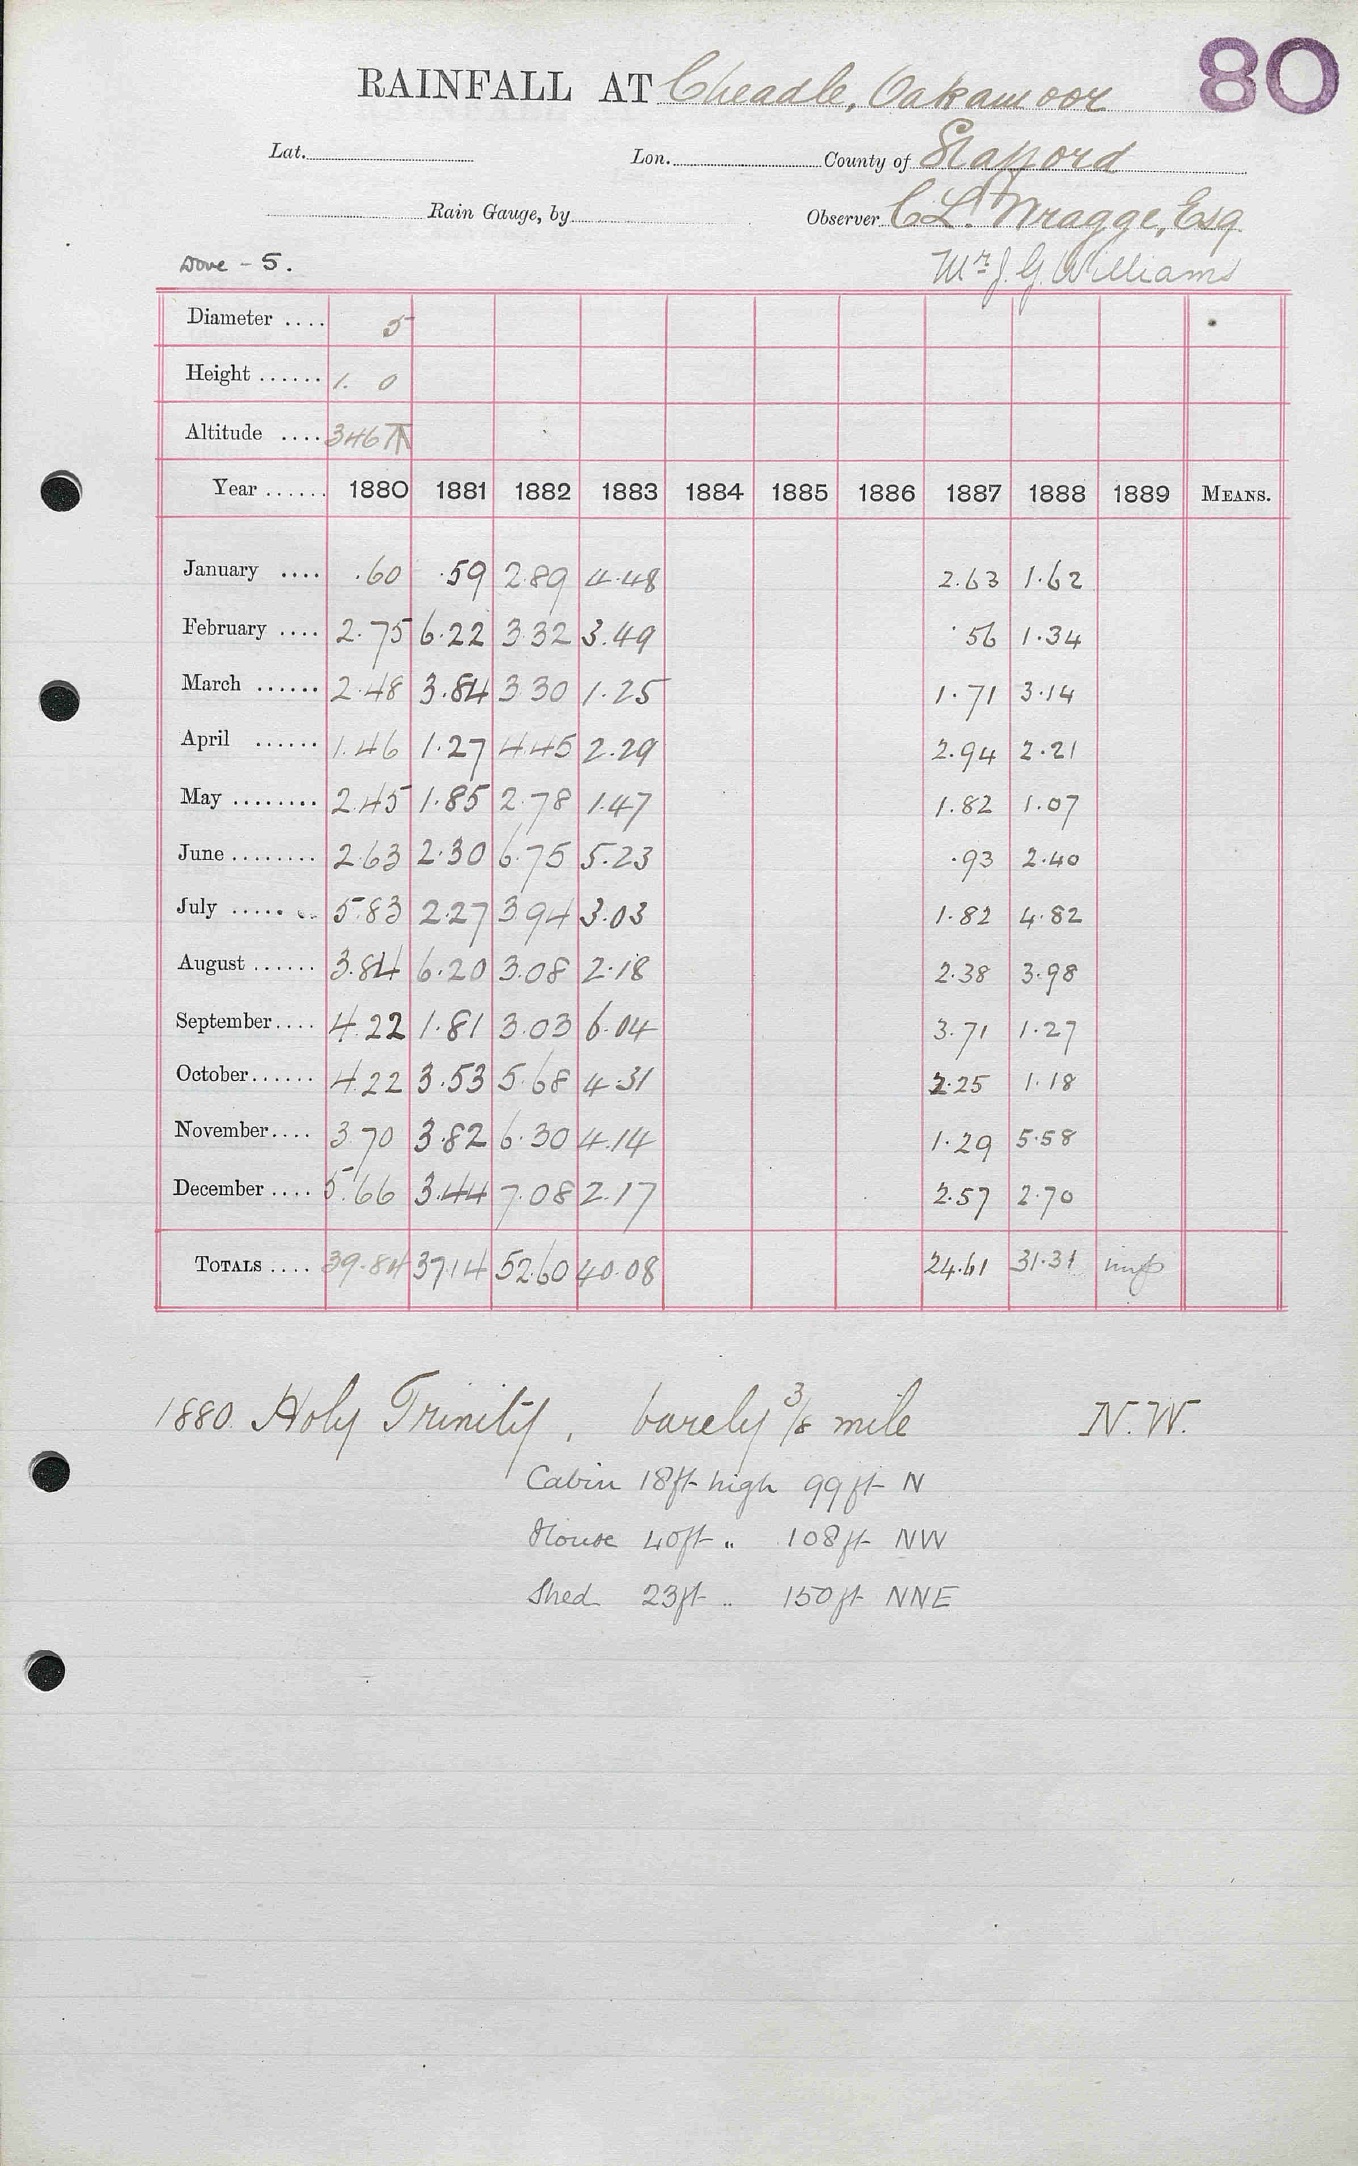 80
RAINFALL AT Cheadle, Oakamoor
Lat. Lon. County of Stafford
Rain Gauge, by Observer C L. Wragge, Esq
Dove - 5. Mr J. G. Williams
Diameter .... 5
Height ...... 1. 0
Altitude .... 346
Year ...... 1880 1881 1882 1883 1884 1885 1886 1887 1888 1889 MEANS.
January .... .60 .59 2.89 4.48 2.63 1.62
February .... 2.75 6.22 3.32 3.49 .56 1.34
March ...... 2.48 3.84 3.30 1.25 1.71 3.14
April ...... 1.46 1.27 4.45 2.29 2.94 2.21
May ........ 2.45 1.85 2.78 1.47 1.82 1.07
June ........ 2.63 2.30 6.75 5.23 .93 2.40
July ..... .. 5.83 2.27 3.94 3.03 1.82 4.82
August ...... 3.84 6.20 3.08 2.18 2.38 3.98
September .... 4.22 1.81 3.03 6.04 3.71 1.27
October ...... 4.22 3.53 5.68 4.31 2.25 1.18
November .... 3.70 3.82 6.30 4.14 1.29 5.58
December .... 5.66 3.44 7.08 2.17 2.57 2.70
TOTALS .... 39.84 37.14 52.60 40.08 24.61 31.31 imp
1880. Holy Trinity, barely 3/8 mile N.W.
Cabin 18ft high 99ft N
House 40ft " 108ft NW
Shed 23ft " 150ft NNE